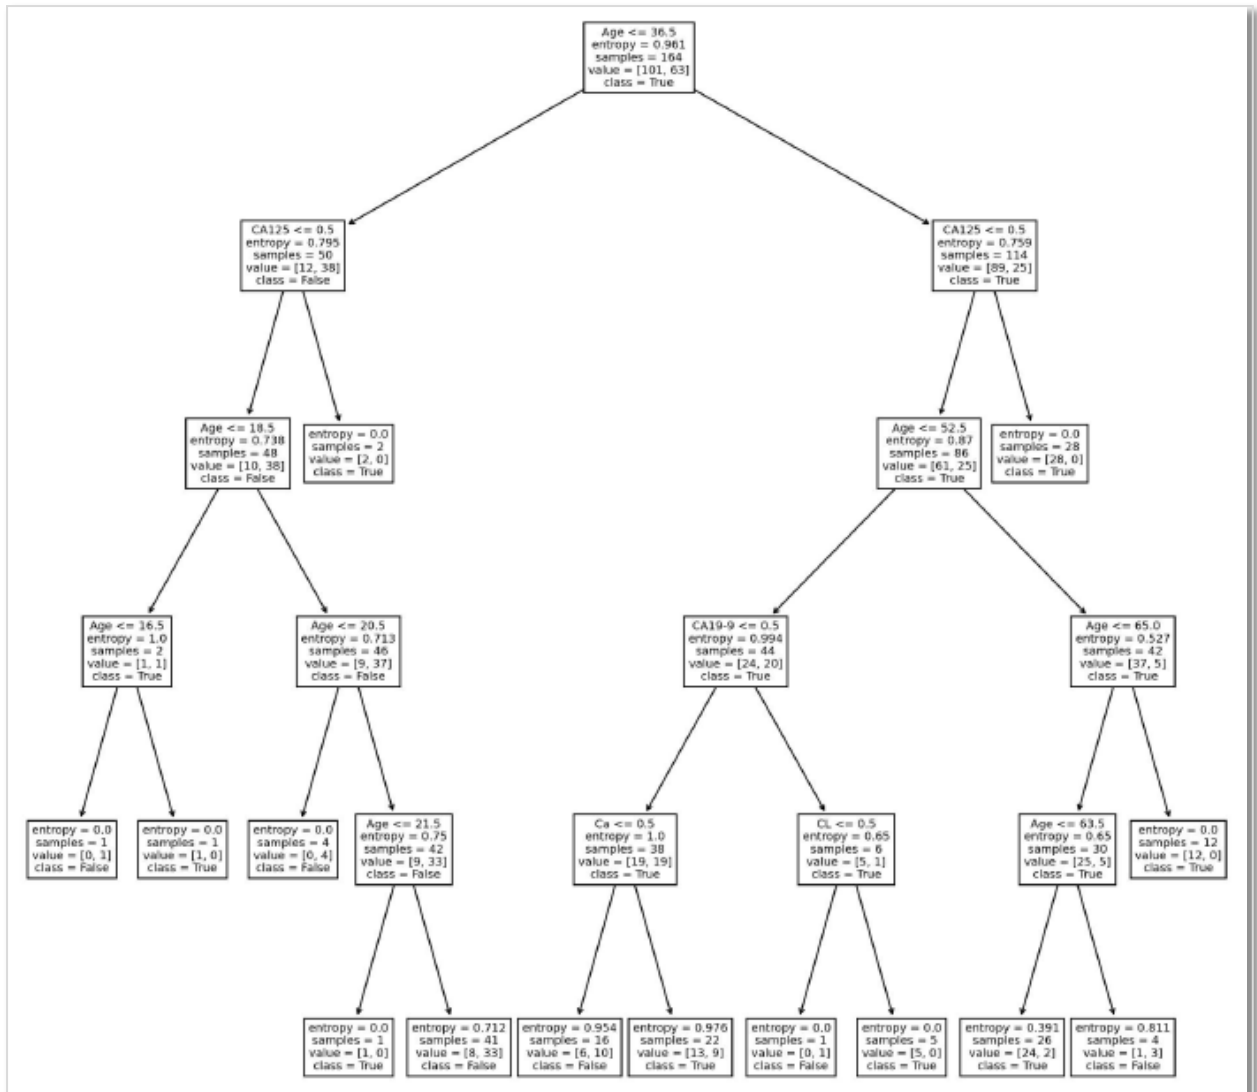 Age <= 36.5
entropy = 0.961
samples = 164
value = [101, 63]
class = True
CA125 <= 0.5
entropy = 0.795
samples = 50
value = [12, 38]
class = False
CA125 <= 0.5
entropy = 0.759
samples = 114
value = [89, 25]
class = True
Age <= 18.5
entropy = 0.738
samples = 48
value = [10, 38]
class = False
entropy = 0.0
samples = 2
value = [2, 0]
class = True
Age <= 52.5
entropy = 0.87
samples = 86
value = [61, 25]
class = True
entropy = 0.0
samples = 28
value = [28, 0]
class = True
Age <= 16.5
entropy = 1.0
samples = 2
value = [1, 1]
class = True
Age <= 20.5
entropy = 0.713
samples = 46
value = [9, 37]
class = False
CA19-9 <= 0.5
entropy = 0.994
samples = 44
value = [24, 20]
class = True
Age <= 65.0
entropy = 0.527
samples = 42
value = [37, 5]
class = True
entropy = 0.0
samples = 1
value = [0, 1]
class = False
entropy = 0.0
samples = 1
value = [1, 0]
class = True
entropy = 0.0
samples = 4
value = [0, 4]
class = False
Age <= 21.5
entropy = 0.75
samples = 42
value = [9, 33]
class = False
Ca <= 0.5
entropy = 1.0
samples = 38
value = [19, 19]
class = True
CL <= 0.5
entropy = 0.65
samples = 6
value = [5, 1]
class = True
Age <= 63.5
entropy = 0.65
samples = 30
value = [25, 5]
class = True
entropy = 0.0
samples = 12
value = [12, 0]
class = True
entropy = 0.0
samples = 1
value = [1, 0]
class = True
entropy = 0.712
samples = 41
value = [8, 33]
class = False
entropy = 0.954
samples = 16
value = [6, 10]
class = False
entropy = 0.976
samples = 22
value = [13, 9]
class = True
entropy = 0.0
samples = 1
value = [0, 1]
class = False
entropy = 0.0
samples = 5
value = [5, 0]
class = True
entropy = 0.391
samples = 26
value = [24, 2]
class = True
entropy = 0.811
samples = 4
value = [1, 3]
class = False